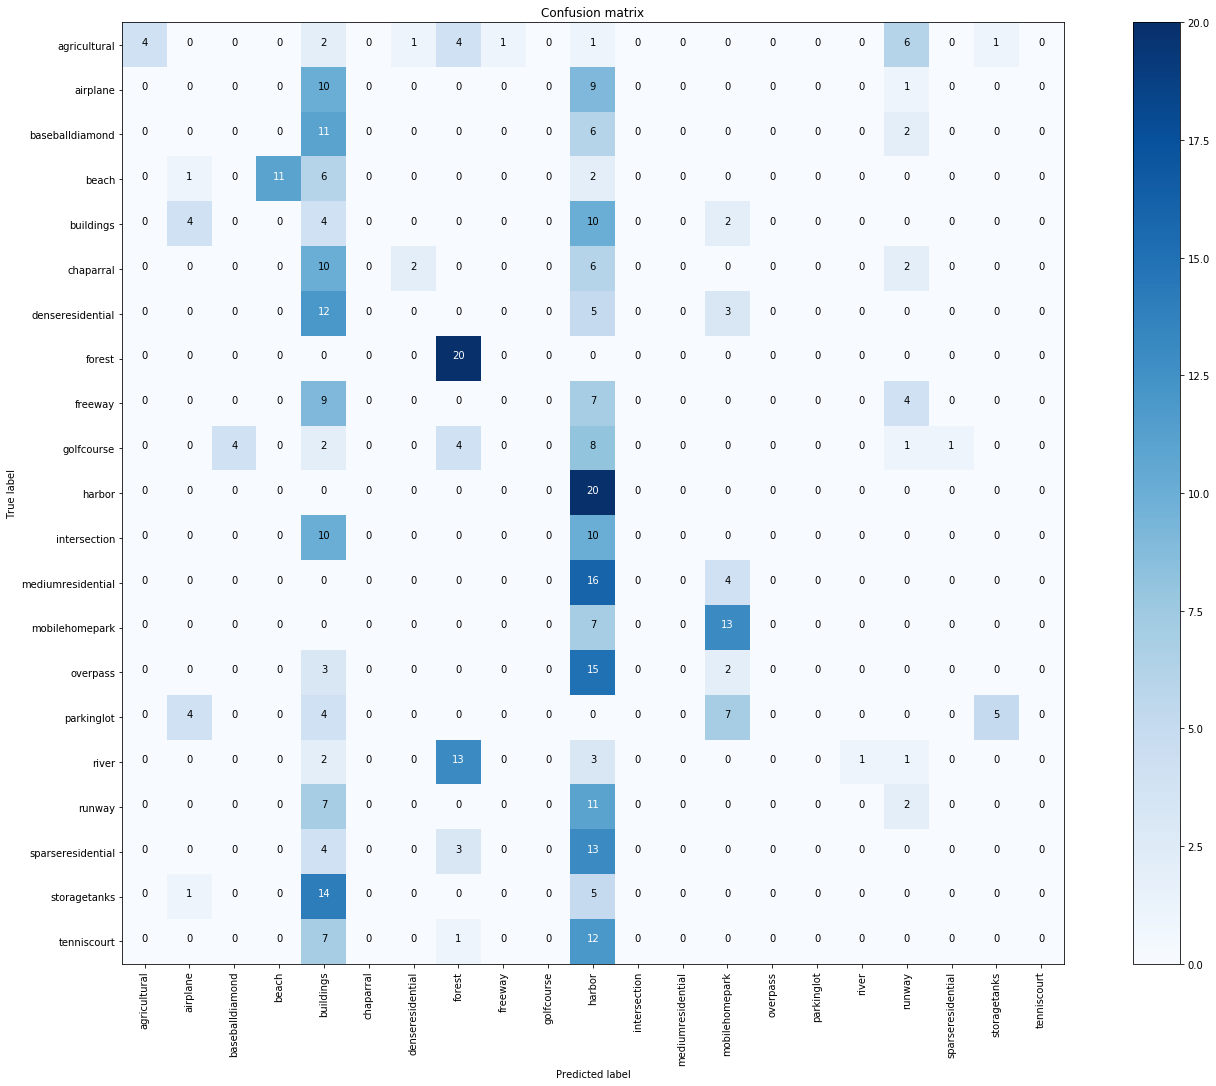 Confusion matrix
agricultural 4 0 0 0 2 0 1 4 1 0 1 0 0 0 0 0 0 6 0 1 0
airplane 0 0 0 0 10 0 0 0 0 0 9 0 0 0 0 0 0 1 0 0 0
baseballdiamond 0 0 0 0 11 0 0 0 0 0 6 0 0 0 0 0 0 2 0 0 0
beach 0 1 0 11 6 0 0 0 0 0 2 0 0 0 0 0 0 0 0 0 0
buildings 0 4 0 0 4 0 0 0 0 0 10 0 0 2 0 0 0 0 0 0 0
chaparral 0 0 0 0 10 0 2 0 0 0 6 0 0 0 0 0 0 2 0 0 0
denseresidential 0 0 0 0 12 0 0 0 0 0 5 0 0 3 0 0 0 0 0 0 0
forest 0 0 0 0 0 0 0 20 0 0 0 0 0 0 0 0 0 0 0 0 0
freeway 0 0 0 0 9 0 0 0 0 0 7 0 0 0 0 0 0 4 0 0 0
golfcourse 0 0 4 0 2 0 0 4 0 0 8 0 0 0 0 0 0 1 1 0 0
harbor 0 0 0 0 0 0 0 0 0 0 20 0 0 0 0 0 0 0 0 0 0
intersection 0 0 0 0 10 0 0 0 0 0 10 0 0 0 0 0 0 0 0 0 0
mediumresidential 0 0 0 0 0 0 0 0 0 0 16 0 0 4 0 0 0 0 0 0 0
mobilehomepark 0 0 0 0 0 0 0 0 0 0 7 0 0 13 0 0 0 0 0 0 0
overpass 0 0 0 0 3 0 0 0 0 0 15 0 0 2 0 0 0 0 0 0 0
parkinglot 0 4 0 0 4 0 0 0 0 0 0 0 0 7 0 0 0 0 0 5 0
river 0 0 0 0 2 0 0 13 0 0 3 0 0 0 0 0 1 1 0 0 0
runway 0 0 0 0 7 0 0 0 0 0 11 0 0 0 0 0 0 2 0 0 0
sparseresidential 0 0 0 0 4 0 0 3 0 0 13 0 0 0 0 0 0 0 0 0 0
storagetanks 0 1 0 0 14 0 0 0 0 0 5 0 0 0 0 0 0 0 0 0 0
tenniscourt 0 0 0 0 7 0 0 1 0 0 12 0 0 0 0 0 0 0 0 0 0
True label
agricultural
airplane
baseballdiamond
beach
buildings
chaparral
denseresidential
forest
freeway
golfcourse
harbor
intersection
mediumresidential
mobilehomepark
overpass
parkinglot
river
runway
sparseresidential
storagetanks
tenniscourt
Predicted label
20.0
17.5
15.0
12.5
10.0
7.5
5.0
2.5
0.0